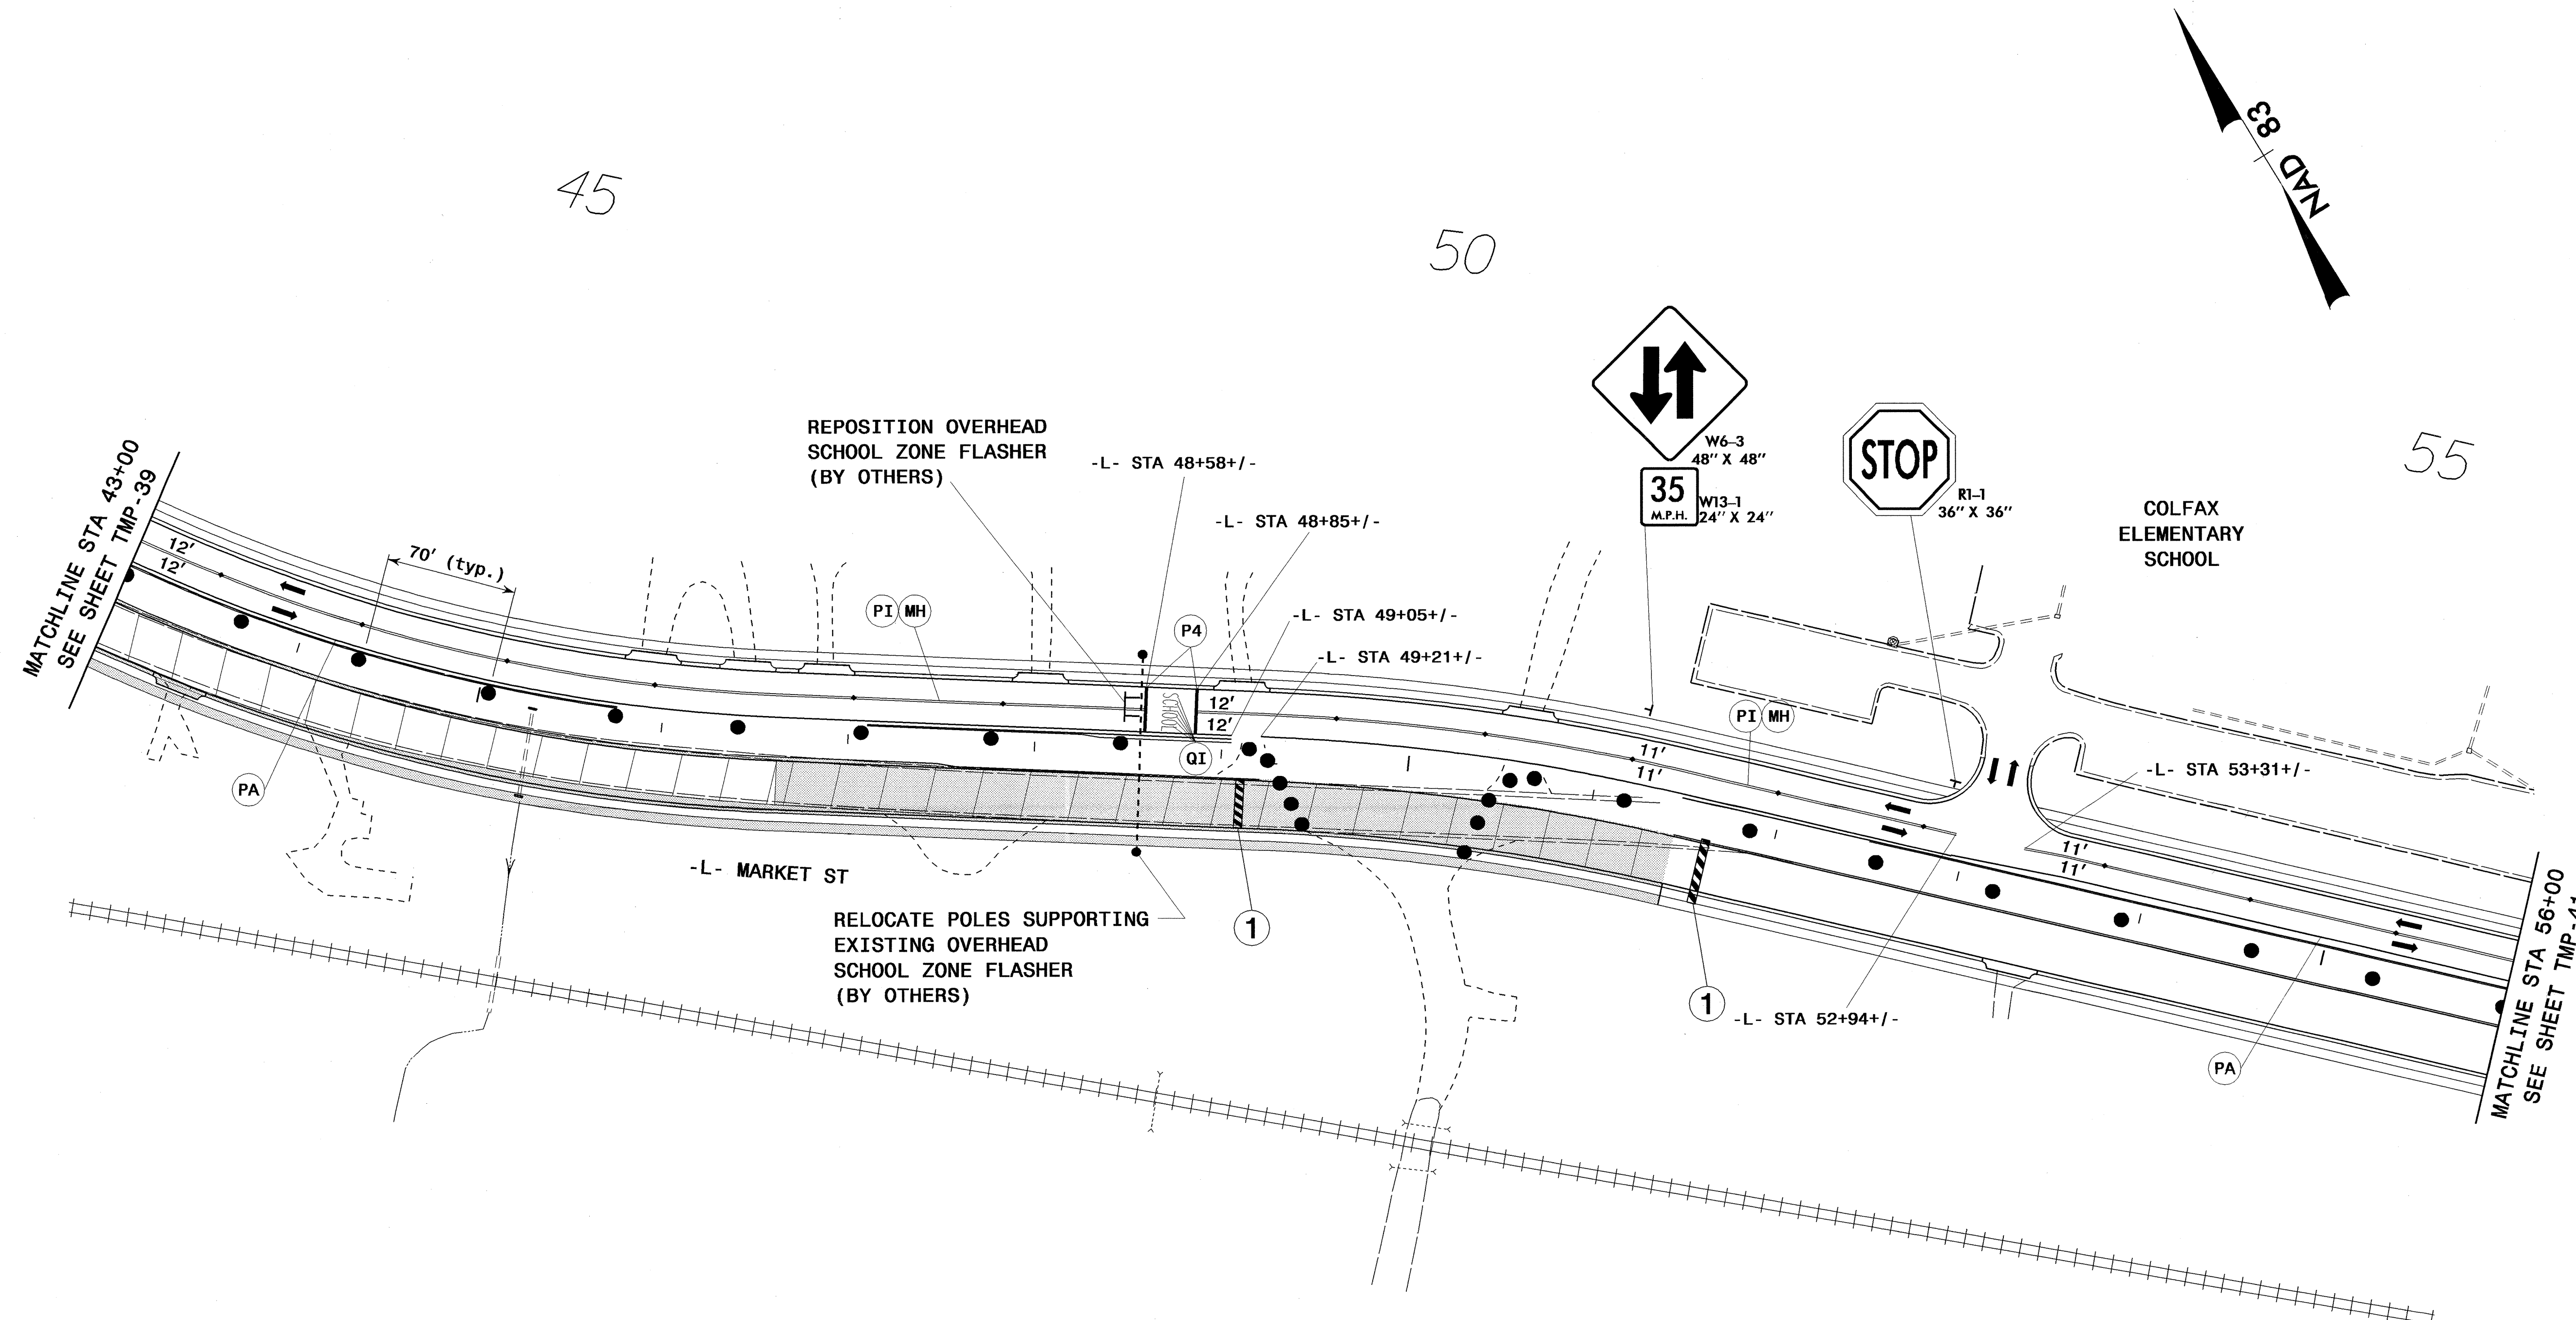 NAD 83
45
50
55
REPOSITION OVERHEAD
SCHOOL ZONE FLASHER
(BY OTHERS)
-L- STA 48+58+/-
-L- STA 48+85+/-
W6-3
48" X 48"
35
M.P.H.
W13-1
24" X 24"
STOP
R1-1
36" X 36"
COLFAX
ELEMENTARY
SCHOOL
MATCHLINE STA 43+00
SEE SHEET TMP-39
12'
12'
70' (typ.)
PI MH
P4
-L- STA 49+05+/-
-L- STA 49+21+/-
SCHOOL
12'
12'
QI
PI MH
11'
11'
-L- STA 53+31+/-
11'
11'
PA
-L- MARKET ST
RELOCATE POLES SUPPORTING
EXISTING OVERHEAD
SCHOOL ZONE FLASHER
(BY OTHERS)
1
1
-L- STA 52+94+/-
PA
MATCHLINE STA 56+00
SEE SHEET TMP-41